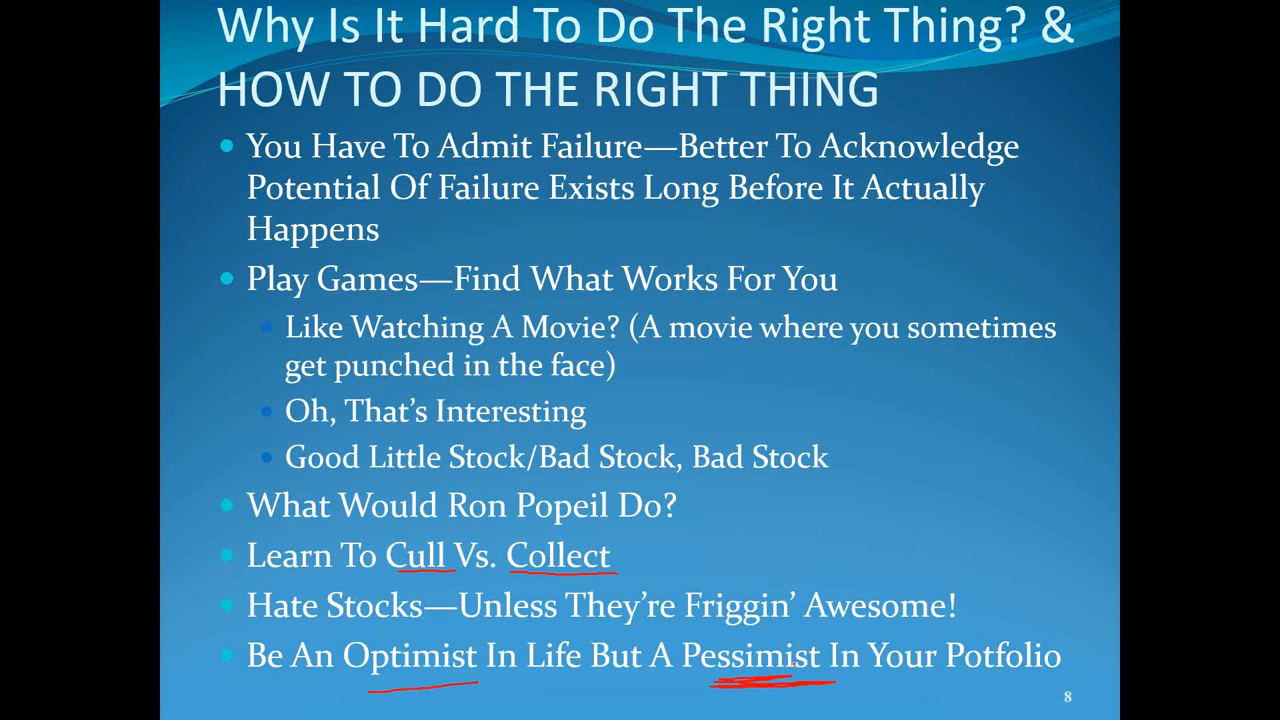 Why Is It Hard To Do The Right Thing? &
HOW TO DO THE RIGHT THING
You Have To Admit Failure—Better To Acknowledge
Potential Of Failure Exists Long Before It Actually
Happens
Play Games—Find What Works For You
Like Watching A Movie? (A movie where you sometimes
get punched in the face)
Oh, That's Interesting
Good Little Stock/Bad Stock, Bad Stock
What Would Ron Popeil Do?
Learn To Cull Vs. Collect
Hate Stocks—Unless They're Friggin' Awesome!
Be An Optimist In Life But A Pessimist In Your Potfolio
8